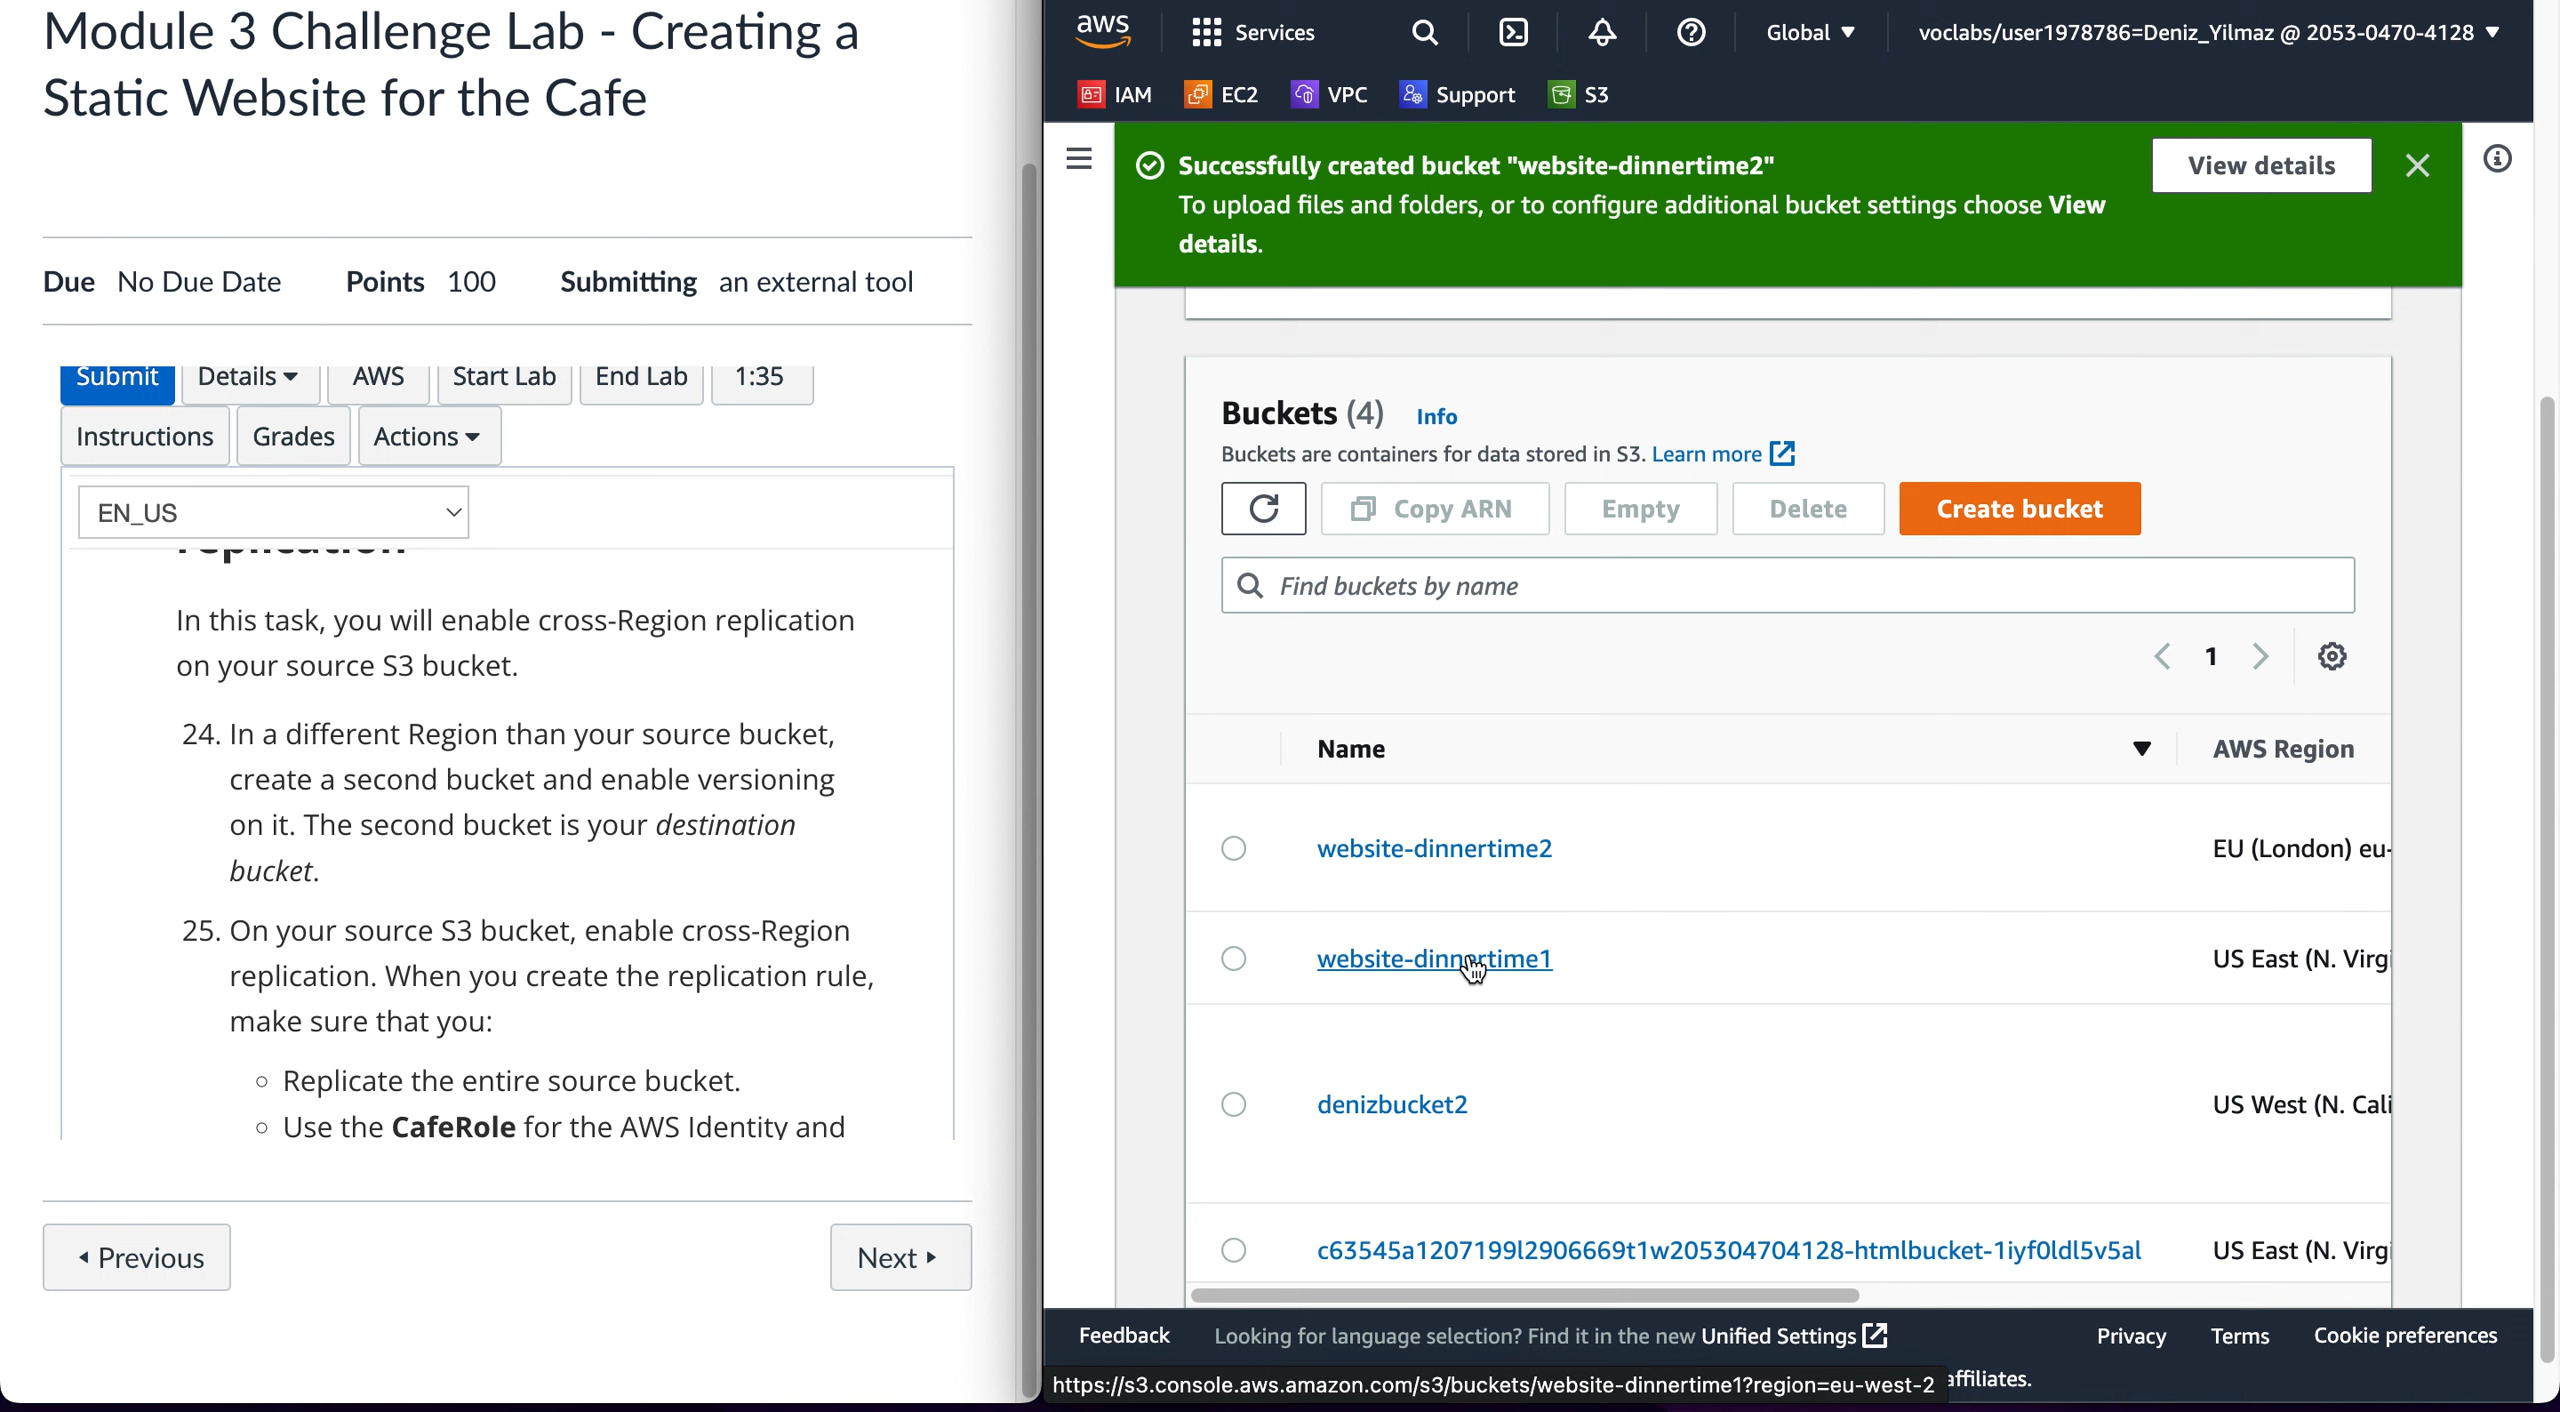 Module 3 Challenge Lab - Creating a
Static Website for the Cafe
Due No Due Date Points 100 Submitting an external tool
Submit Details AWS Start Lab End Lab 1:35
Instructions Grades Actions
EN_US
replication
In this task, you will enable cross-Region replication
on your source S3 bucket.
24. In a different Region than your source bucket,
create a second bucket and enable versioning
on it. The second bucket is your destination
bucket.
25. On your source S3 bucket, enable cross-Region
replication. When you create the replication rule,
make sure that you:
Replicate the entire source bucket.
Use the CafeRole for the AWS Identity and
Previous
Next
aws Services Global voclabs/user1978786=Deniz_Yilmaz @ 2053-0470-4128
IAM EC2 VPC Support S3
Successfully created bucket "website-dinnertime2"
To upload files and folders, or to configure additional bucket settings choose View
details.
View details
Buckets (4) Info
Buckets are containers for data stored in S3. Learn more
Copy ARN Empty Delete Create bucket
Find buckets by name
1
Name AWS Region
website-dinnertime2 EU (London) eu-
website-dinnertime1 US East (N. Virgi
denizbucket2 US West (N. Cali
c63545a1207199l2906669t1w205304704128-htmlbucket-1iyf0ldl5v5al US East (N. Virgi
Feedback Looking for language selection? Find it in the new Unified Settings Privacy Terms Cookie preferences
https://s3.console.aws.amazon.com/s3/buckets/website-dinnertime1?region=eu-west-2 affiliates.